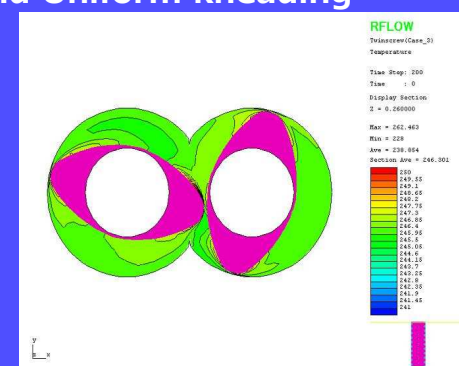 Uniform Kneading
RFLOW
Twinscrew(Case_3)
Temperature
Time Step: 200
Time : 0
Display Section
Z = 0.260000
Max = 262.463
Min = 228
Ave = 238.854
Section Ave = 246.301
250
249.55
249.1
248.65
248.2
247.75
247.3
246.85
246.4
245.95
245.5
245.05
244.6
244.15
243.7
243.25
242.8
242.35
241.9
241.45
241
y
z x